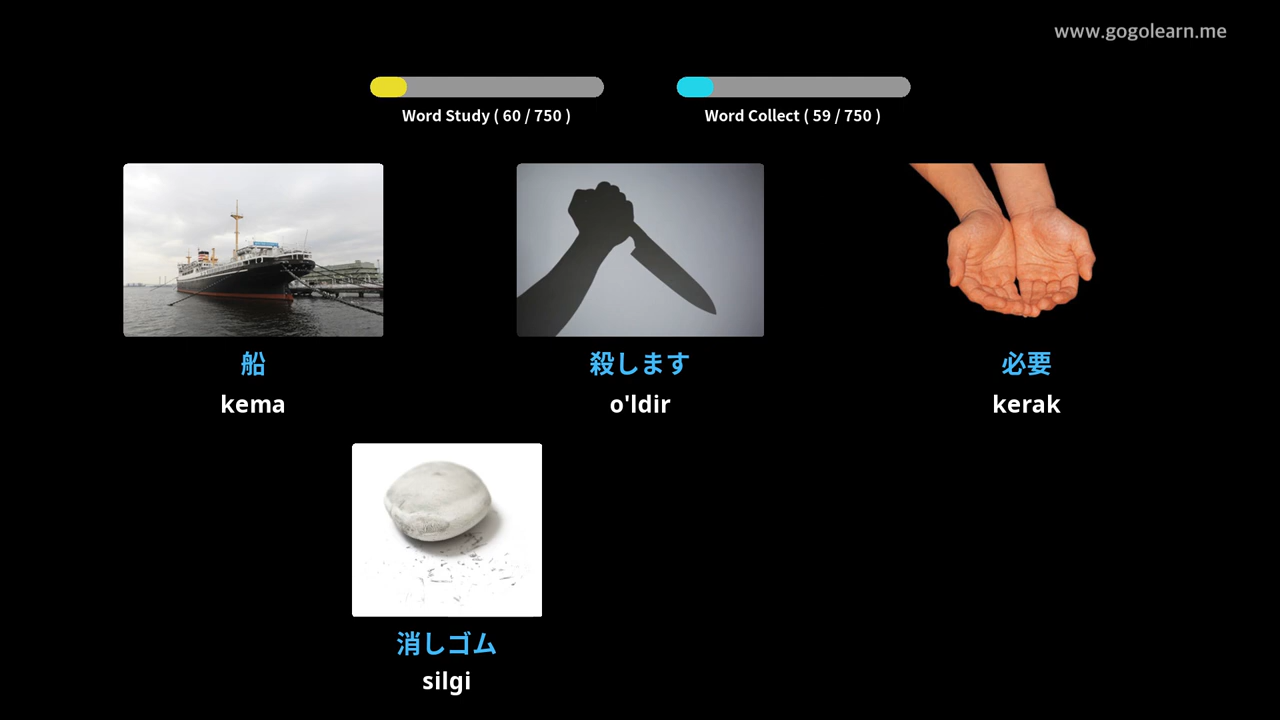 www.gogolearn.me
Word Study ( 60 / 750 )
Word Collect ( 59 / 750 )
船
kema
殺します
o'ldir
必要
kerak
消しゴム
silgi